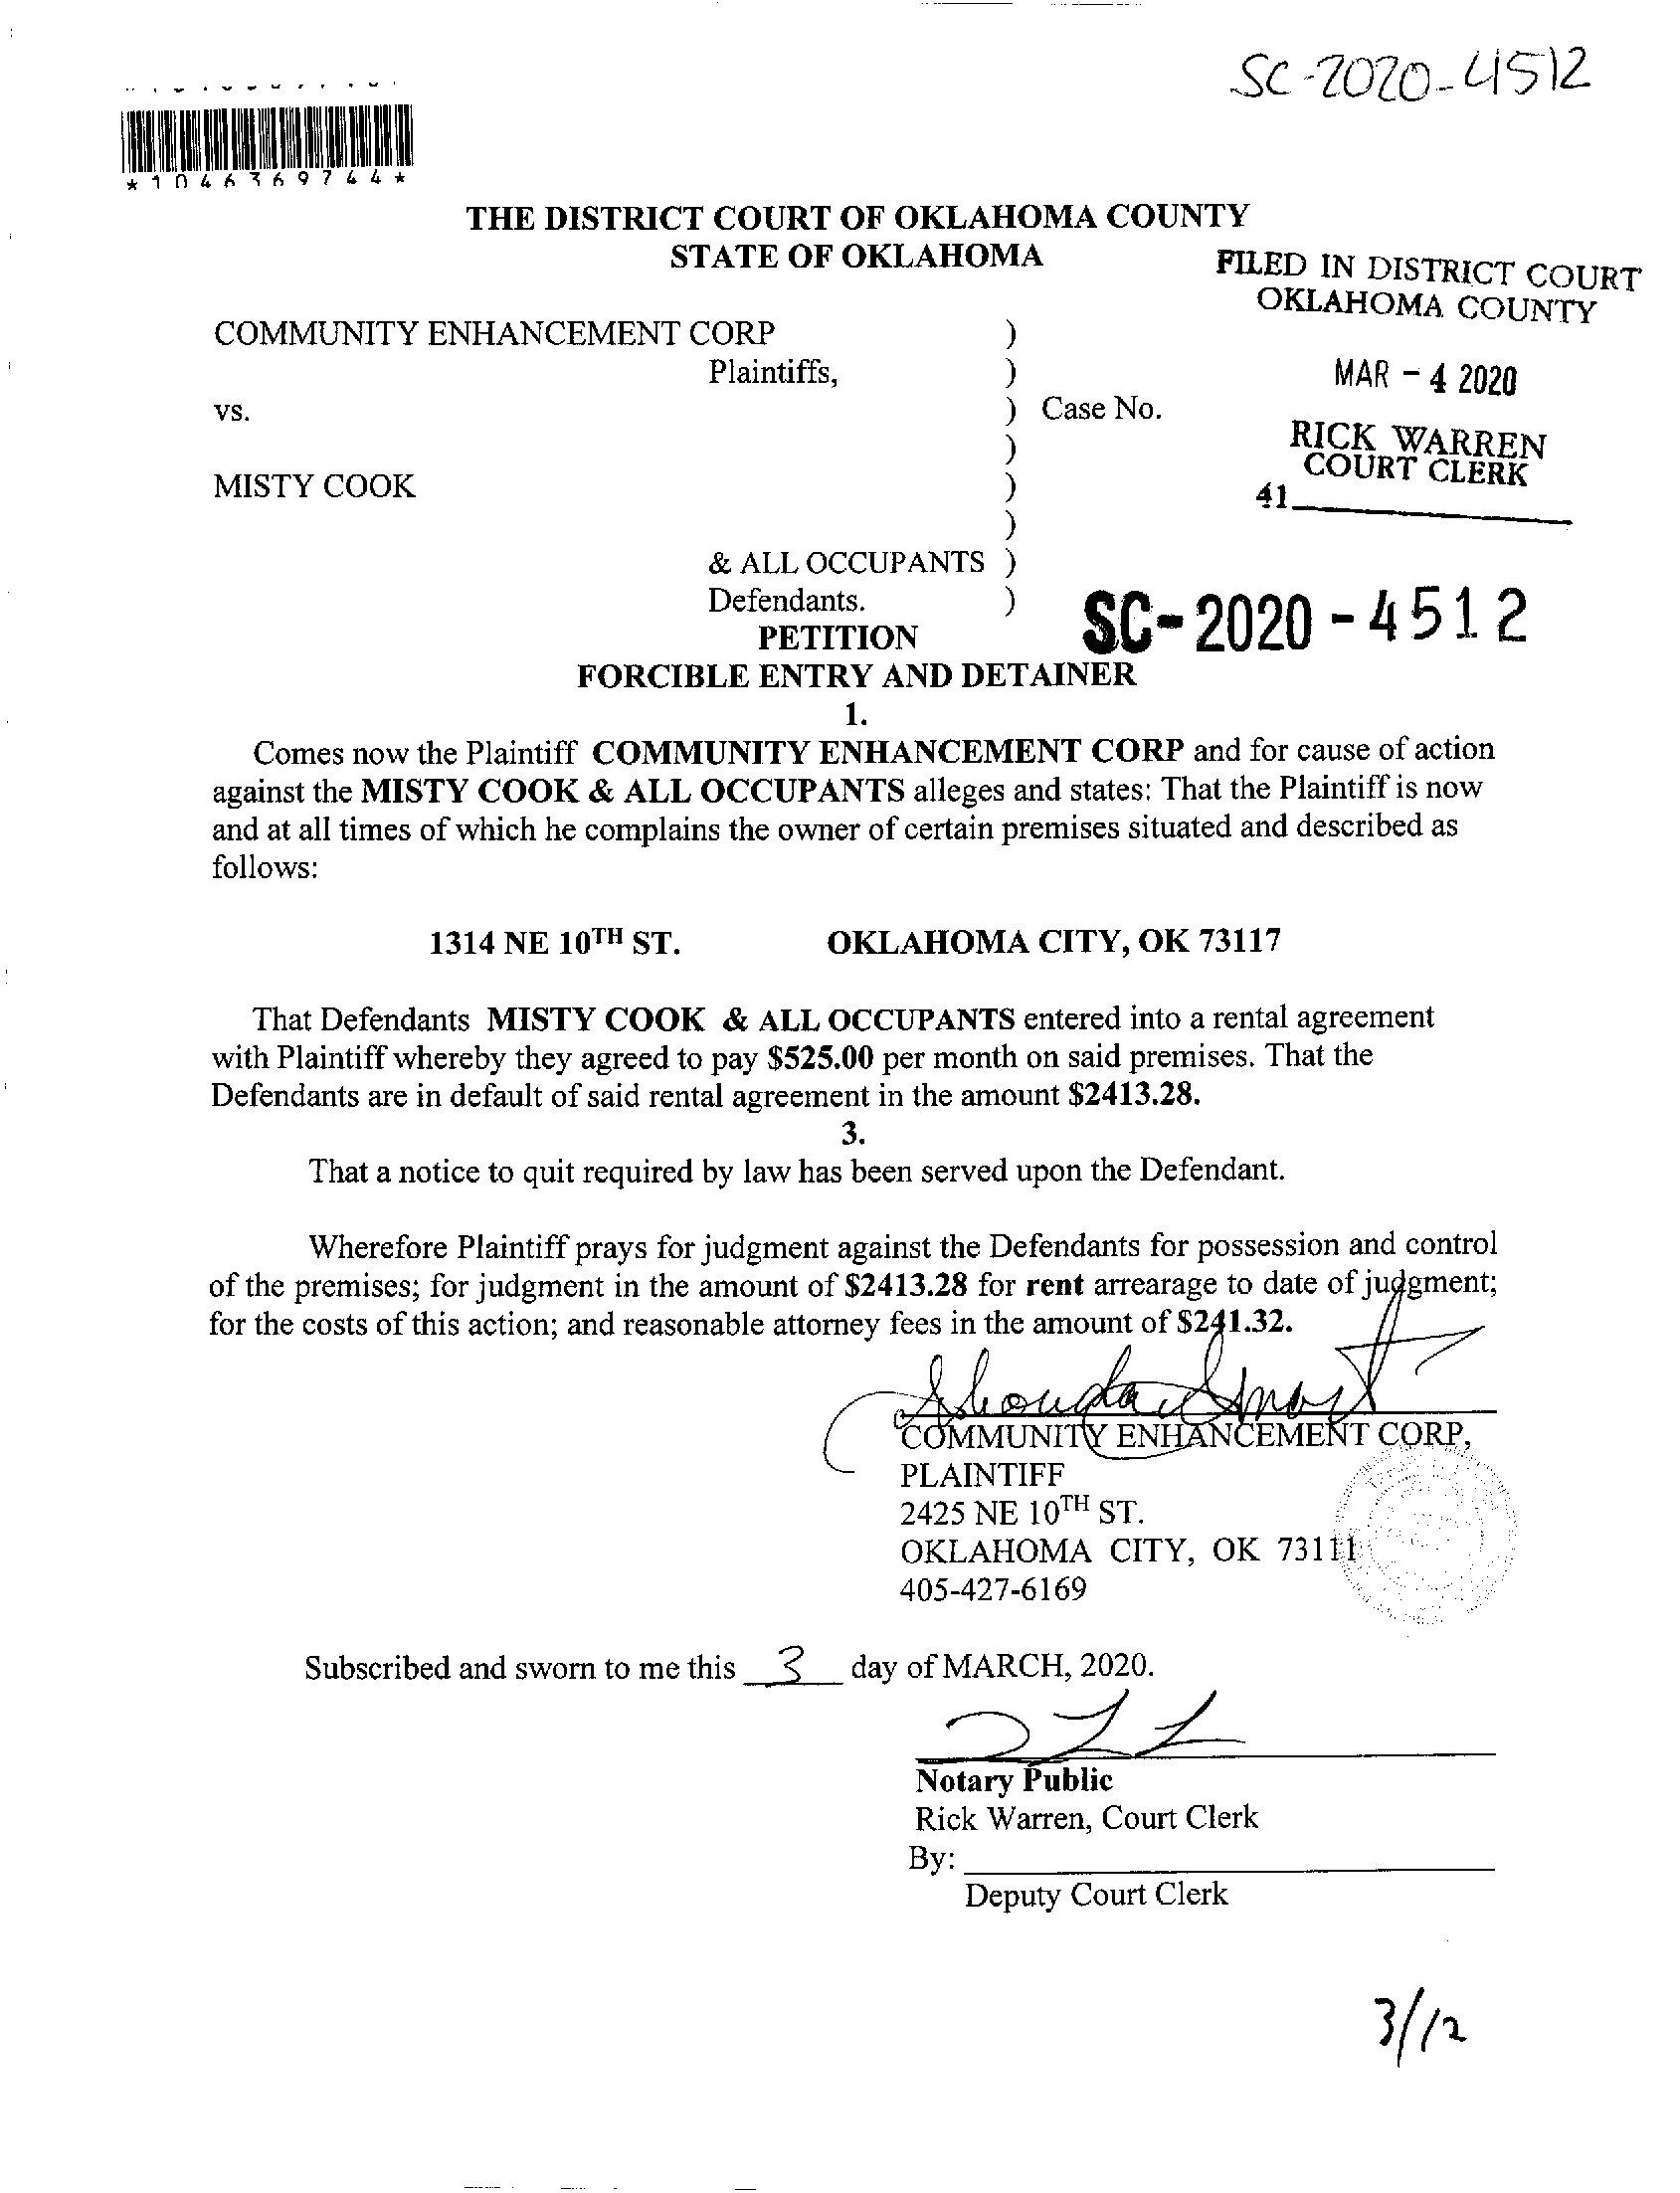 SC-2020-4512
*1046369744*
THE DISTRICT COURT OF OKLAHOMA COUNTY
STATE OF OKLAHOMA
FILED IN DISTRICT COURT
OKLAHOMA COUNTY
COMMUNITY ENHANCEMENT CORP )
Plaintiffs, )
MAR - 4 2020
vs. ) Case No.
)
RICK WARREN
COURT CLERK
MISTY COOK )
41
)
& ALL OCCUPANTS )
Defendants. )
SC-2020-4512
PETITION
FORCIBLE ENTRY AND DETAINER
1.
Comes now the Plaintiff COMMUNITY ENHANCEMENT CORP and for cause of action
against the MISTY COOK & ALL OCCUPANTS alleges and states: That the Plaintiff is now
and at all times of which he complains the owner of certain premises situated and described as
follows:
1314 NE 10TH ST. OKLAHOMA CITY, OK 73117
That Defendants MISTY COOK & ALL OCCUPANTS entered into a rental agreement
with Plaintiff whereby they agreed to pay $525.00 per month on said premises. That the
Defendants are in default of said rental agreement in the amount $2413.28.
3.
That a notice to quit required by law has been served upon the Defendant.
Wherefore Plaintiff prays for judgment against the Defendants for possession and control
of the premises; for judgment in the amount of $2413.28 for rent arrearage to date of judgment;
for the costs of this action; and reasonable attorney fees in the amount of $241.32.
COMMUNITY ENHANCEMENT CORP,
PLAINTIFF
2425 NE 10TH ST.
OKLAHOMA CITY, OK 73111
405-427-6169
Subscribed and sworn to me this 3 day of MARCH, 2020.
Notary Public
Rick Warren, Court Clerk
By:
Deputy Court Clerk
3/12